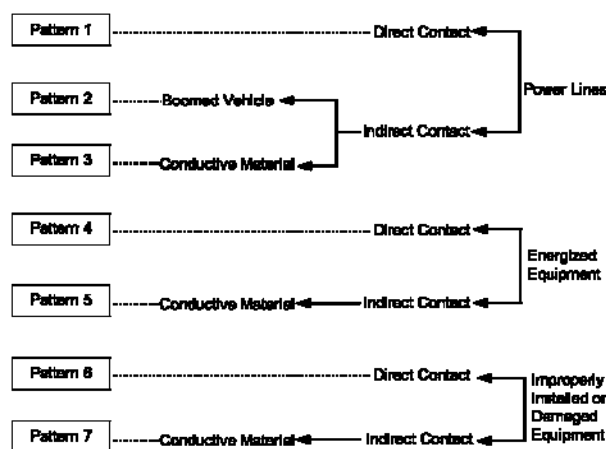 Pattern 1 Direct Contact
Power Lines
Pattern 2 Boomed Vehicle
Indirect Contact
Pattern 3 Conductive Material
Pattern 4 Direct Contact
Energized
Equipment
Pattern 5 Conductive Material Indirect Contact
Pattern 6 Direct Contact
Improperly
Installed or
Damaged
Equipment
Pattern 7 Conductive Material Indirect Contact